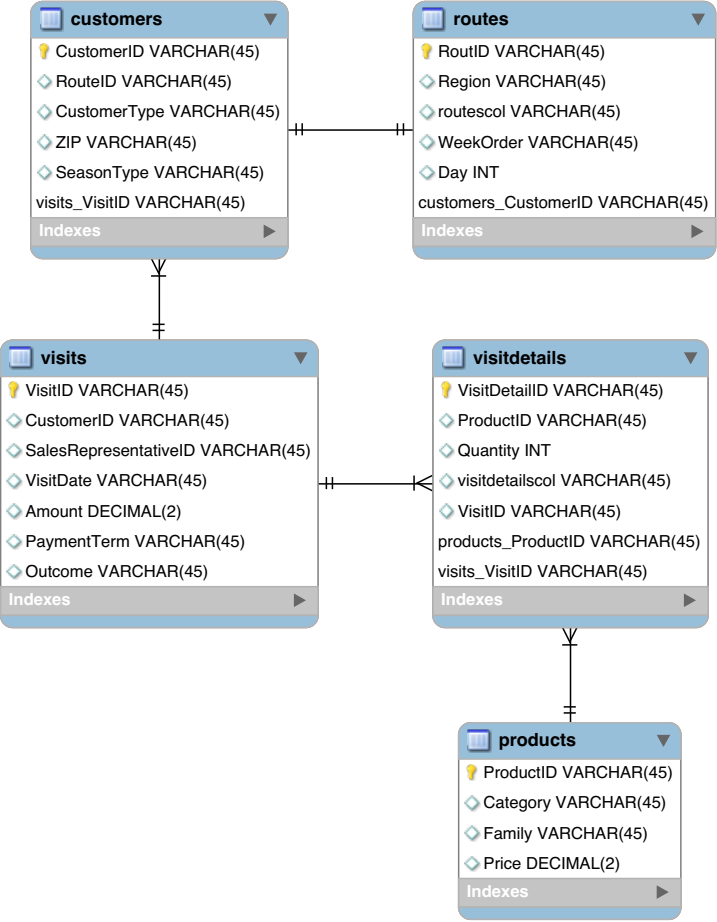 customers
CustomerID VARCHAR(45)
RouteID VARCHAR(45)
CustomerType VARCHAR(45)
ZIP VARCHAR(45)
SeasonType VARCHAR(45)
visits_VisitID VARCHAR(45)
Indexes
routes
RoutID VARCHAR(45)
Region VARCHAR(45)
routescol VARCHAR(45)
WeekOrder VARCHAR(45)
Day INT
customers_CustomerID VARCHAR(45)
Indexes
visits
VisitID VARCHAR(45)
CustomerID VARCHAR(45)
SalesRepresentativeID VARCHAR(45)
VisitDate VARCHAR(45)
Amount DECIMAL(2)
PaymentTerm VARCHAR(45)
Outcome VARCHAR(45)
Indexes
visitdetails
VisitDetailID VARCHAR(45)
ProductID VARCHAR(45)
Quantity INT
visitdetailscol VARCHAR(45)
VisitID VARCHAR(45)
products_ProductID VARCHAR(45)
visits_VisitID VARCHAR(45)
Indexes
products
ProductID VARCHAR(45)
Category VARCHAR(45)
Family VARCHAR(45)
Price DECIMAL(2)
Indexes